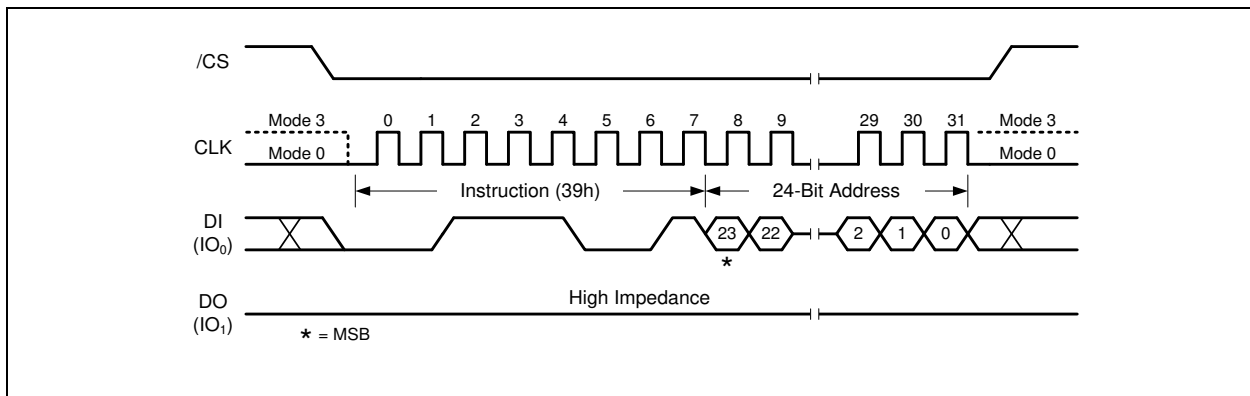 /CS
Mode 3 0 1 2 3 4 5 6 7 8 9 29 30 31 Mode 3
CLK
Mode 0 Mode 0
Instruction (39h) 24-Bit Address
DI
(IO₀)
23 22 2 1 0
*
High Impedance
DO
(IO₁)
* = MSB